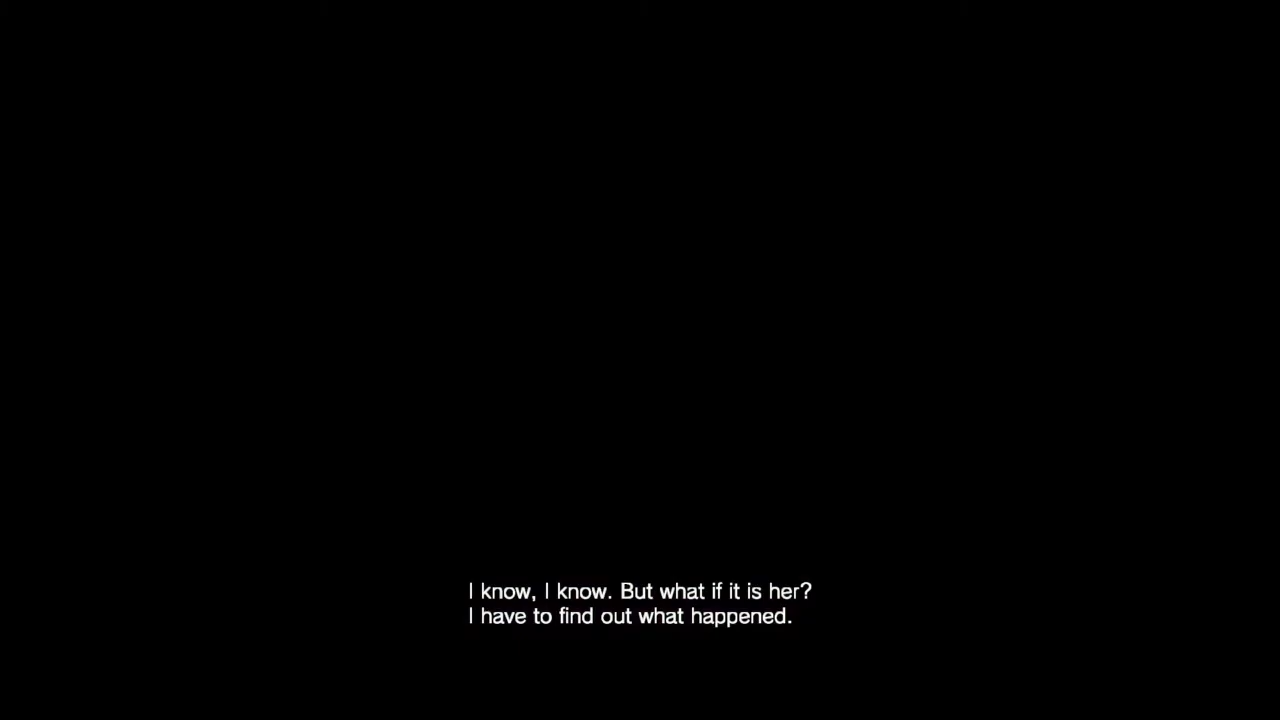 I know, I know. But what if it is her?
I have to find out what happened.